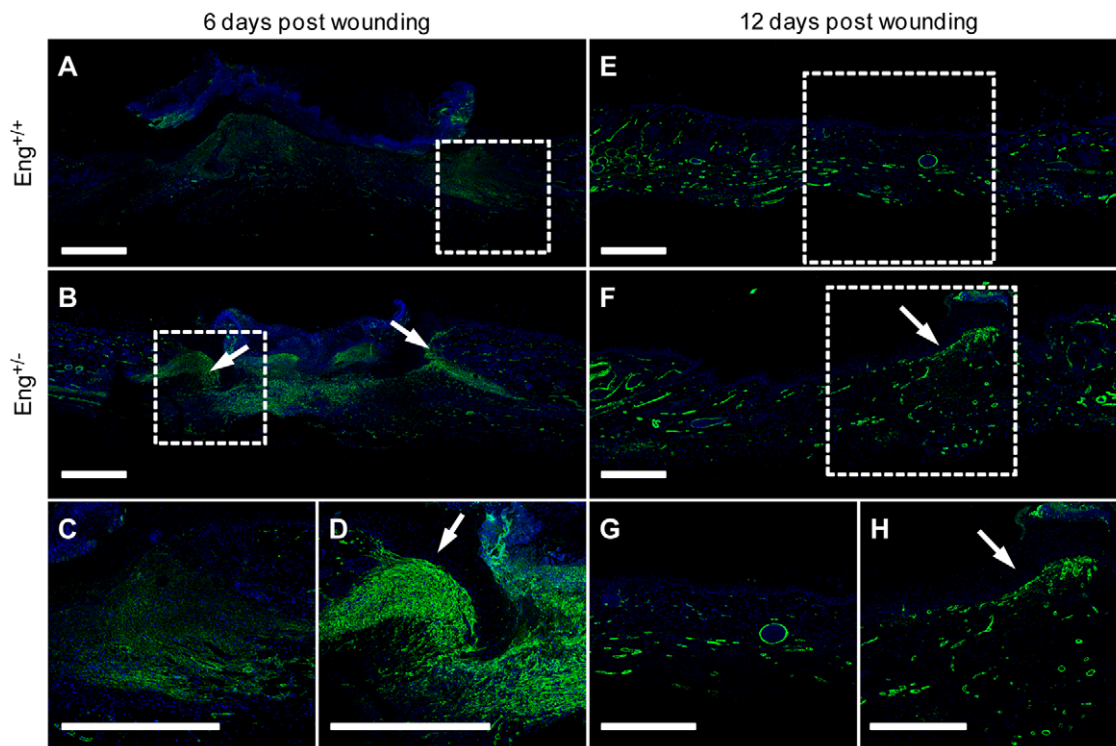 6 days post wounding
12 days post wounding
Eng+/+
A
E
Eng+/-
B
F
C
D
G
H